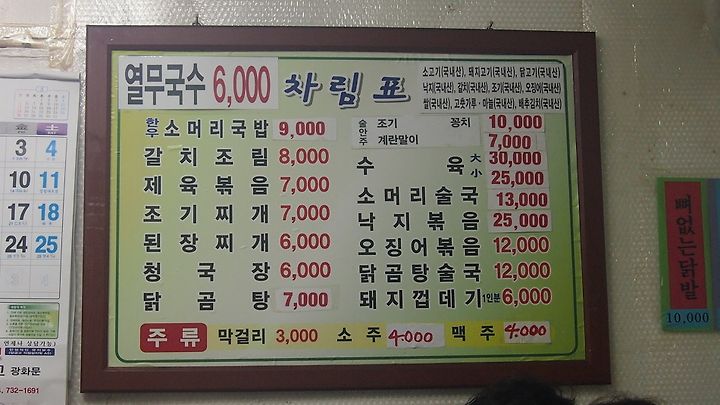 열무국수 6,000 차림표
소고기(국내산), 돼지고기(국내산), 닭고기(국내산)
낙지(국내산), 갈치(국내산), 조기(국내산), 오징어(국내산)
쌀(국내산), 고춧가루·마늘(국내산), 배추김치(국내산)
한우 소머리국밥 9,000
갈치조림 8,000
제육볶음 7,000
조기찌개 7,000
된장찌개 6,000
청국장 6,000
닭곰탕 7,000
술안주 조기 꽁치 10,000
계란말이 7,000
수육 大 30,000
小 25,000
소머리술국 13,000
낙지볶음 25,000
오징어볶음 12,000
닭곰탕술국 12,000
돼지껍데기 1인분 6,000
주류 막걸리 3,000 소주 4.000 맥주 4.000
뼈없는닭발
10,000
金 土
3 4
10 11
17 18
24 25
언제나 상담가능
광화문
732-1691